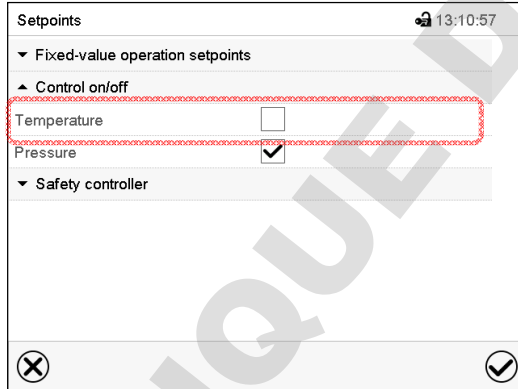 Setpoints 13:10:57
Fixed-value operation setpoints
Control on/off
Temperature
Pressure
Safety controller